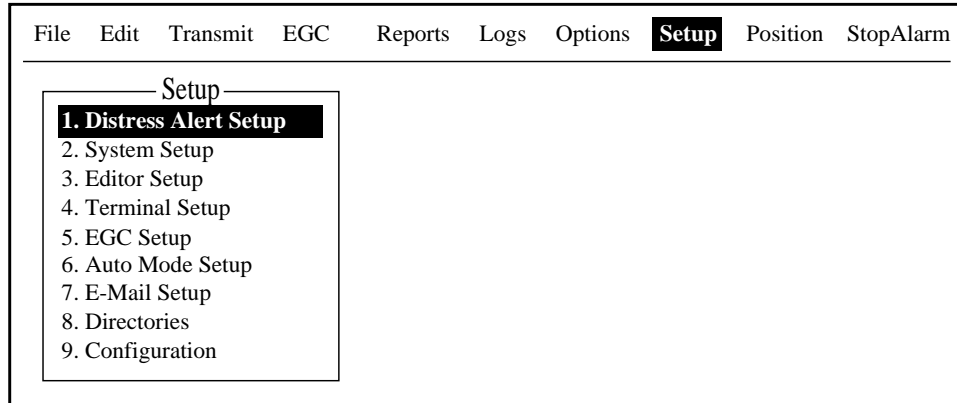 File Edit Transmit EGC Reports Logs Options Setup Position StopAlarm
Setup
1. Distress Alert Setup
2. System Setup
3. Editor Setup
4. Terminal Setup
5. EGC Setup
6. Auto Mode Setup
7. E-Mail Setup
8. Directories
9. Configuration